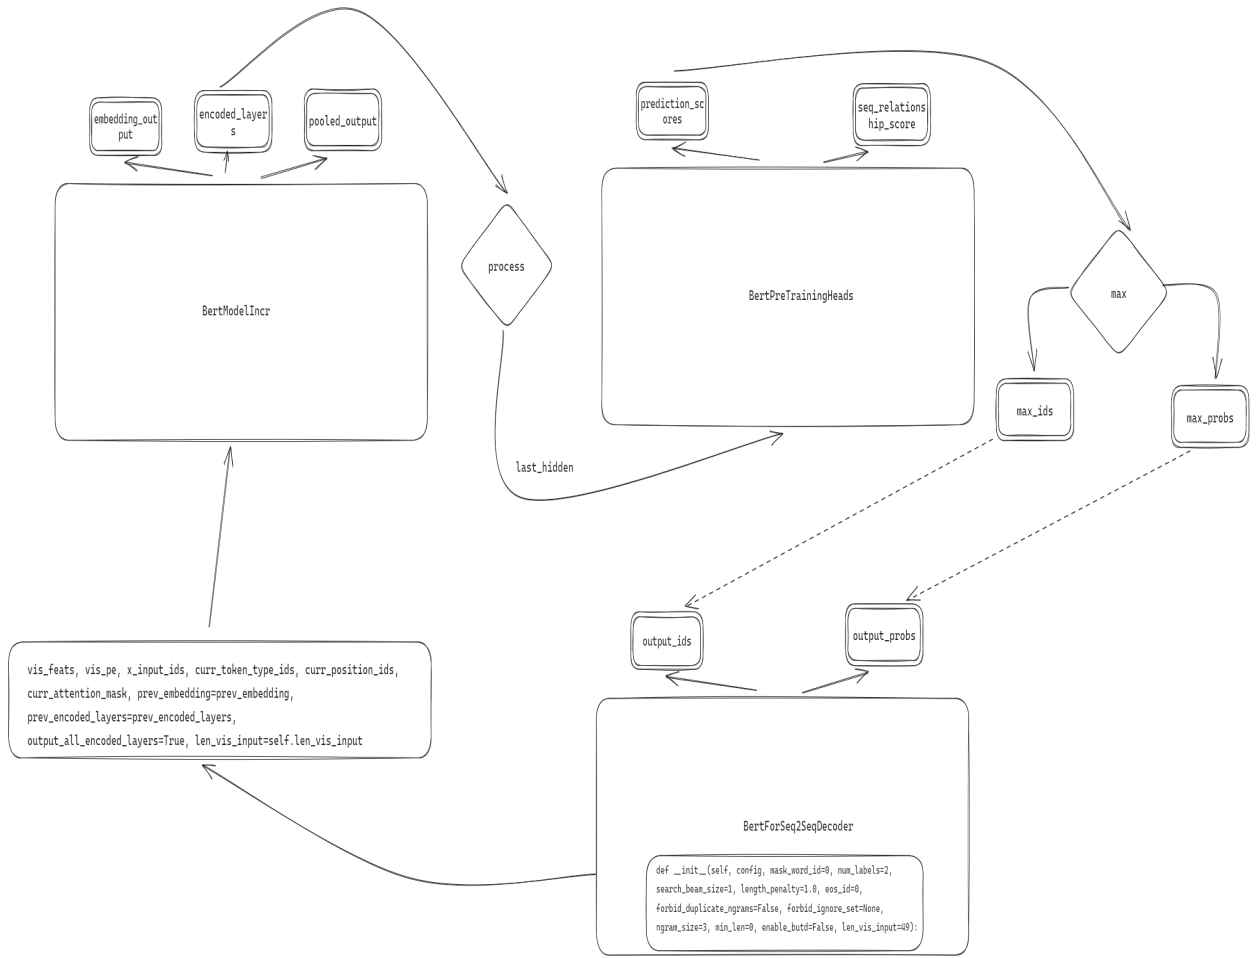 embedding_out
put
encoded_layer
s
pooled_output
prediction_sc
ores
seq_relations
hip_score
process
max
BertModelIncr
BertPreTrainingHeads
max_ids
max_probs
last_hidden
output_ids
output_probs
vis_feats, vis_pe, x_input_ids, curr_token_type_ids, curr_position_ids,
curr_attention_mask, prev_embedding=prev_embedding,
prev_encoded_layers=prev_encoded_layers,
output_all_encoded_layers=True, len_vis_input=self.len_vis_input
BertForSeq2SeqDecoder
def __init__(self, config, mask_word_id=0, num_labels=2,
search_beam_size=1, length_penalty=1.0, eos_id=0,
forbid_duplicate_ngrams=False, forbid_ignore_set=None,
ngram_size=3, min_len=0, enable_butd=False, len_vis_input=49):